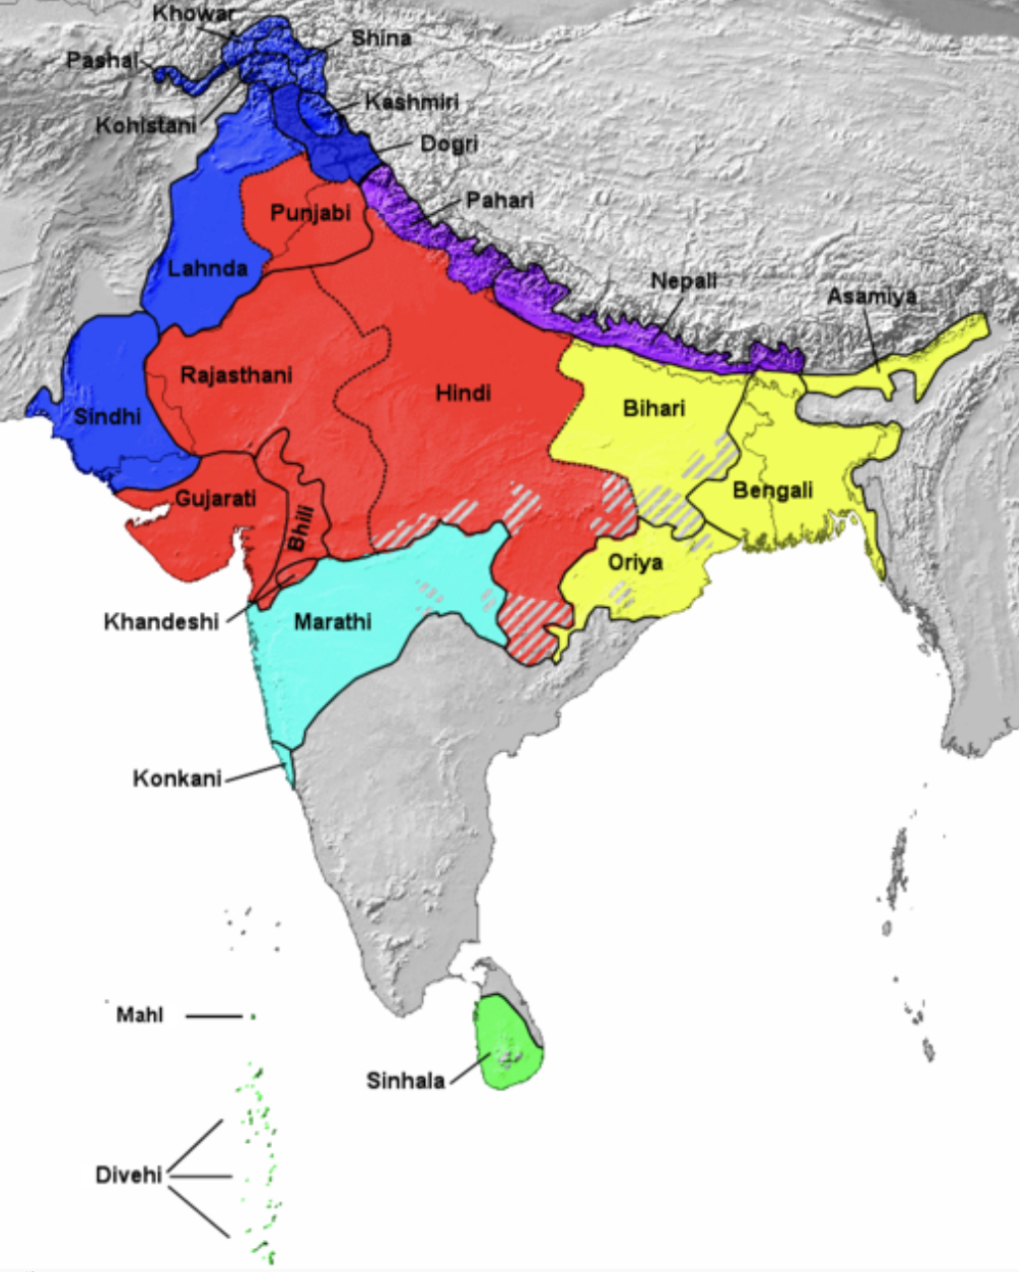 Khowar
Shina
Pashai
Kashmiri
Kohistani
Dogri
Pahari
Punjabi
Lahnda
Nepali
Asamiya
Rajasthani
Hindi
Bihari
Sindhi
Gujarati
Bhili
Bengali
Oriya
Khandeshi
Marathi
Konkani
Mahl
Sinhala
Divehi